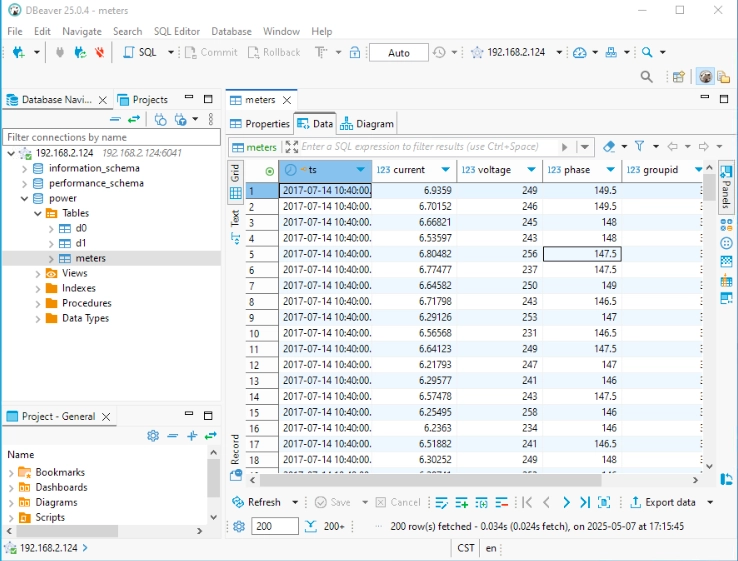 DBeaver 25.0.4 - meters
File Edit Navigate Search SQL Editor Database Window Help
SQL Commit Rollback T Auto 192.168.2.124
Database Navi... Projects
Filter connections by name
192.168.2.124 192.168.2.124:6041
information_schema
performance_schema
power
Tables
d0
d1
meters
Views
Indexes
Procedures
Data Types
Project - General
Name
Bookmarks
Dashboards
Diagrams
Scripts
meters
Properties Data Diagram
meters Enter a SQL expression to filter results (use Ctrl+Space)
Grid
Text
Record
Panels
ts 123 current 123 voltage 123 phase 123 groupid
1 2017-07-14 10:40:00. 6.9359 249 149.5
2 2017-07-14 10:40:00. 6.70152 246 149.5
3 2017-07-14 10:40:00. 6.66821 245 148
4 2017-07-14 10:40:00. 6.53597 243 148
5 2017-07-14 10:40:00. 6.80482 256 147.5
6 2017-07-14 10:40:00. 6.77477 237 147.5
7 2017-07-14 10:40:00. 6.64582 250 149
8 2017-07-14 10:40:00. 6.71798 243 146.5
9 2017-07-14 10:40:00. 6.29126 253 147
10 2017-07-14 10:40:00. 6.56568 231 146.5
11 2017-07-14 10:40:00. 6.64123 249 147.5
12 2017-07-14 10:40:00. 6.21793 247 147
13 2017-07-14 10:40:00. 6.29577 241 146
14 2017-07-14 10:40:00. 6.57478 243 147.5
15 2017-07-14 10:40:00. 6.25495 258 146
16 2017-07-14 10:40:00. 6.2363 234 146
17 2017-07-14 10:40:00. 6.51882 241 146.5
18 2017-07-14 10:40:00. 6.30252 249 148
Refresh Save Cancel Export data
200 200+ ... 200 row(s) fetched - 0.034s (0.024s fetch), on 2025-05-07 at 17:15:45
192.168.2.124
CST en